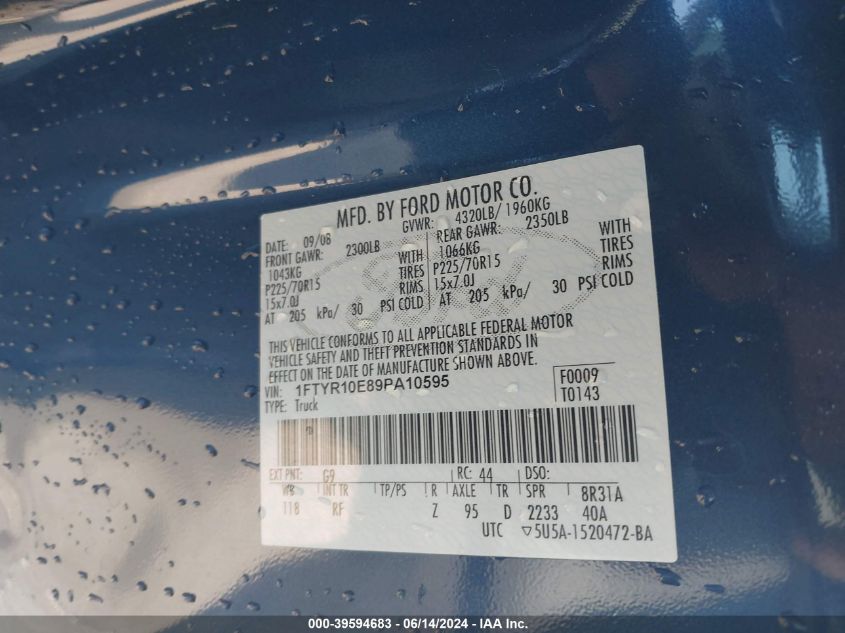 MFD. BY FORD MOTOR CO.
DATE: 09/08 GVWR: 4320LB/ 1960KG
FRONT GAWR: 2300LB REAR GAWR: 2350LB
1043KG WITH 1066KG WITH
P225/70R15 TIRES P225/70R15 TIRES
15x7.0J RIMS 15x7.0J RIMS
AT 205 kPa/ 30 PSI COLD AT 205 kPa/ 30 PSI COLD
Ford
THIS VEHICLE CONFORMS TO ALL APPLICABLE FEDERAL MOTOR
VEHICLE SAFETY AND THEFT PREVENTION STANDARDS IN
EFFECT ON THE DATE OF MANUFACTURE SHOWN ABOVE.
VIN: 1FTYR10E89PA10595 F0009
TYPE: Truck T0143
EXT PNT: G9 RC: 44 DSO:
WB INT TR TP/PS R AXLE TR SPR 8R31A
118 RF Z 95 D 2233 40A
UTC ▽5U5A-1520472-BA
000-39594683 - 06/14/2024 - IAA Inc.